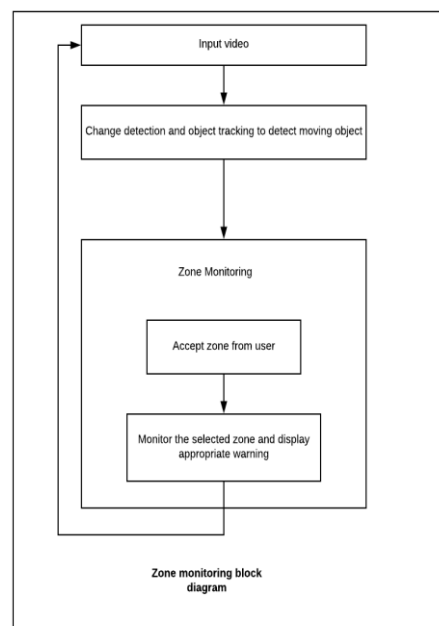 Input video
Change detection and object tracking to detect moving object
Zone Monitoring
Accept zone from user
Monitor the selected zone and display
appropriate warning
Zone monitoring block
diagram